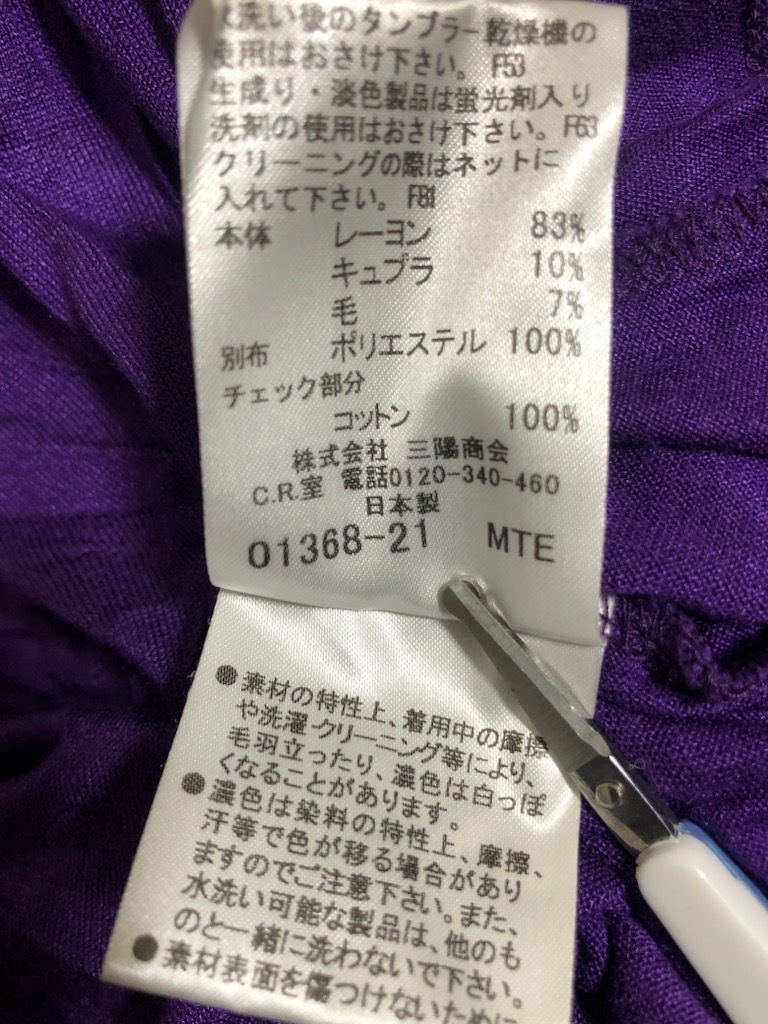 水洗い後のタンブラー乾燥機の
使用はおさけ下さい。 F53
生成り・淡色製品は蛍光剤入り
洗剤の使用はおさけ下さい。F63
クリーニングの際はネットに
入れて下さい。F81
本体 レーヨン 83%
キュプラ 10%
毛 7%
別布 ポリエステル 100%
チェック部分
コットン 100%
株式会社 三陽商会
C.R.室 電話0120-340-460
日本製
01368-21 MTE
●素材の特性上、着用中の摩擦
や洗濯・クリーニング等により、
毛羽立ったり、濃色は白っぽ
くなることがあります。
●濃色は染料の特性上、摩擦、
汗等で色が移る場合があり
ますのでご注意下さい。また、
水洗い可能な製品は、他のも
のと一緒に洗わないで下さい。
●素材表面を傷つけないために